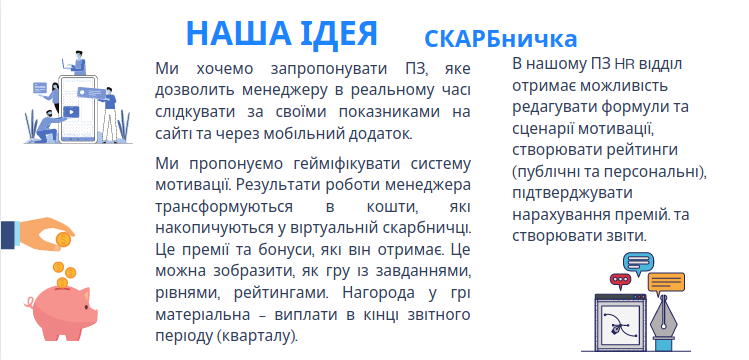 НАША ІДЕЯ
СКАРБничка
Ми хочемо запропонувати ПЗ, яке
дозволить менеджеру в реальному часі
слідкувати за своїми показниками на
сайті та через мобільний додаток.
Ми пропонуємо гейміфікувати систему
мотивації. Результати роботи менеджера
трансформуються в кошти, які
накопичуються у віртуальній скарбничці.
Це премії та бонуси, які він отримає. Це
можна зобразити, як гру із завданнями,
рівнями, рейтингами. Нагорода у грі
матеріальна – виплати в кінці звітного
періоду (кварталу).
В нашому ПЗ HR відділ
отримає можливість
редагувати формули та
сценарії мотивації,
створювати рейтинги
(публічні та персональні),
підтверджувати
нарахування премій. та
створювати звіти.